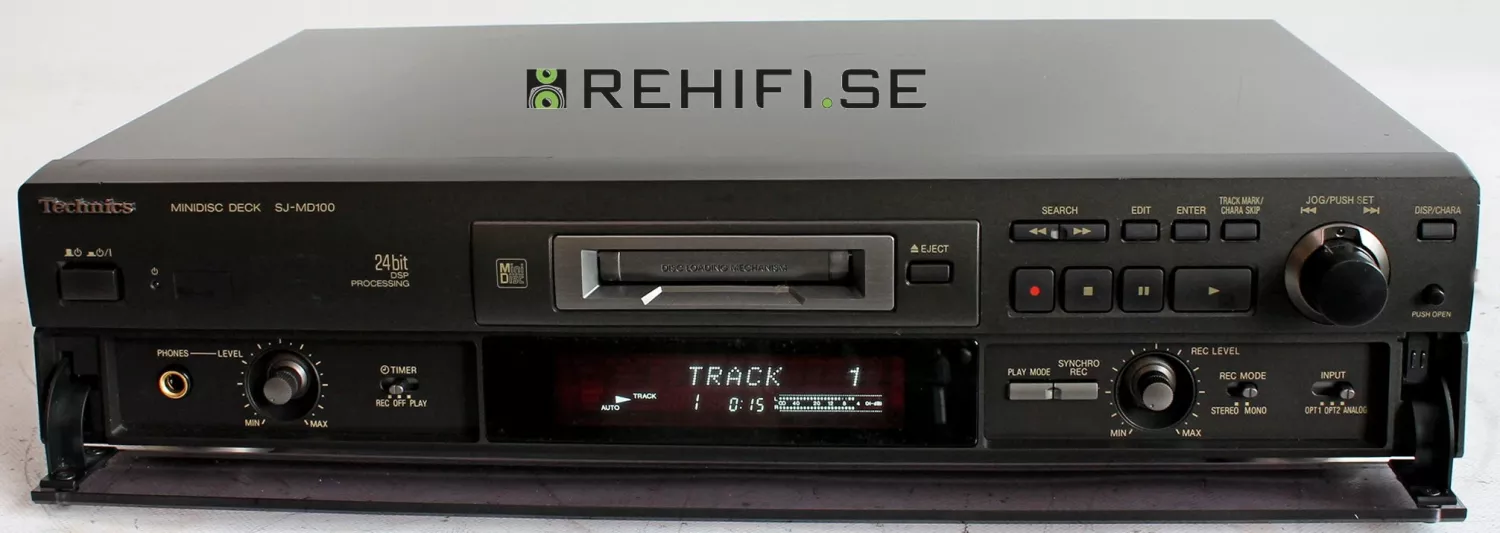 REHIFI.SE
Technics
MINIDISC DECK SJ-MD100
24bit
DSP
PROCESSING
Mini
Disc
DISC LOADING MECHANISM
EJECT
SEARCH
EDIT
ENTER
TRACK MARK/
CHARA SKIP
JOG/PUSH SET
DISP/CHARA
PUSH OPEN
PHONES
LEVEL
MIN
MAX
TIMER
REC OFF PLAY
TRACK 1
AUTO
TRACK
1 0:15
PLAY MODE
SYNCHRO
REC
REC LEVEL
MIN
MAX
REC MODE
STEREO MONO
INPUT
OPT1 OPT2 ANALOG